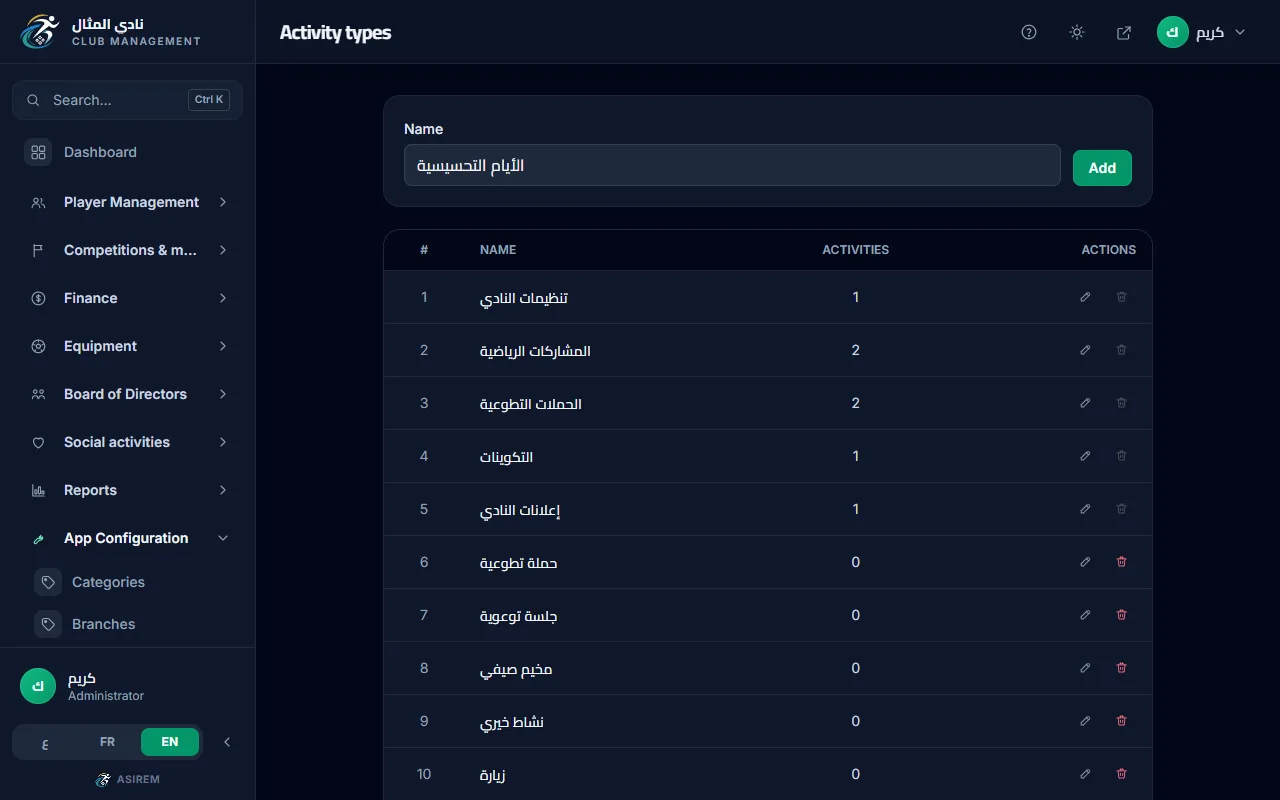 نادي المثال
CLUB MANAGEMENT
Search...
Ctrl K
Dashboard
Player Management
Competitions & m...
Finance
Equipment
Board of Directors
Social activities
Reports
App Configuration
Categories
Branches
ك
كريم
Administrator
ع
FR
EN
ASIREM
Activity types
ك
كريم
Name
الأيام التحسيسية
Add
# NAME ACTIVITIES ACTIONS
1 تنظيمات النادي 1
2 المشاركات الرياضية 2
3 الحملات التطوعية 2
4 التكوينات 1
5 إعلانات النادي 1
6 حملة تطوعية 0
7 جلسة توعوية 0
8 مخيم صيفي 0
9 نشاط خيري 0
10 زيارة 0